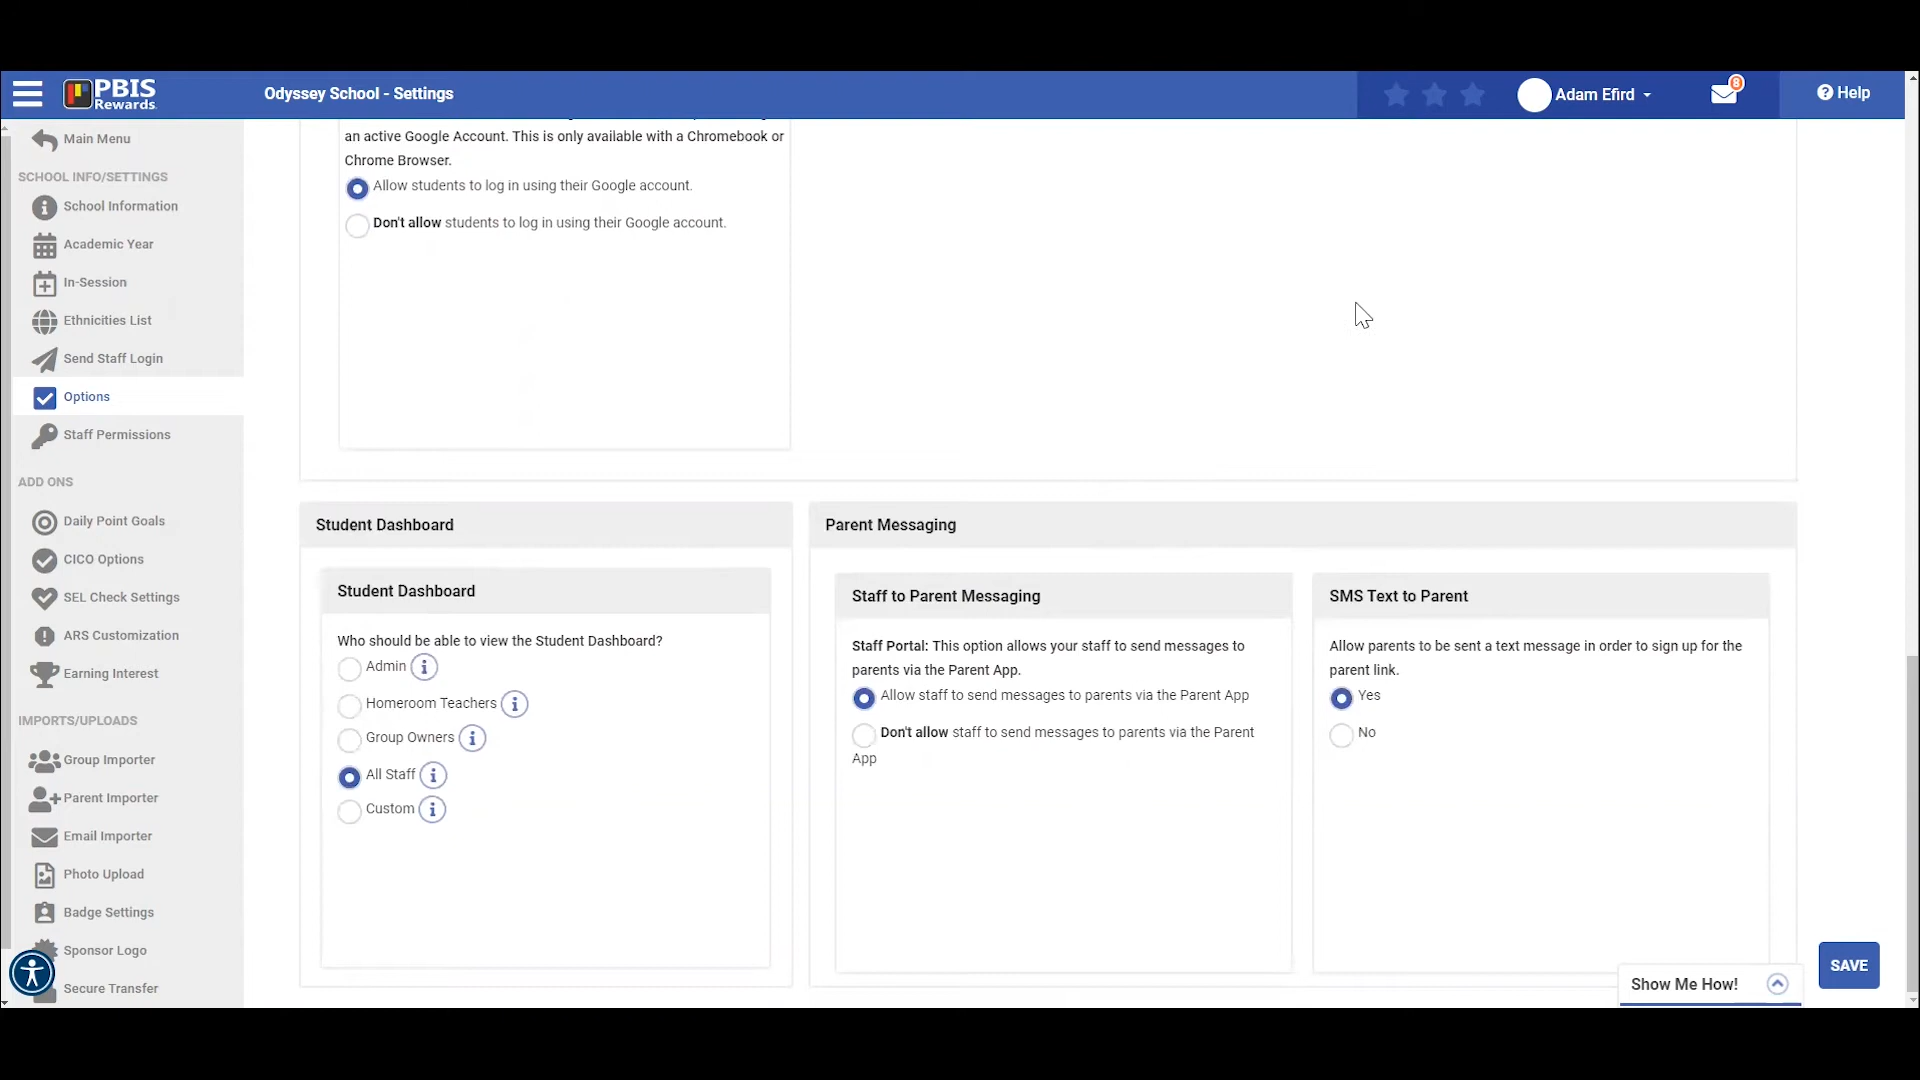 PBIS
Rewards
Odyssey School - Settings
Adam Efird
8
Help
Main Menu
SCHOOL INFO/SETTINGS
School Information
Academic Year
In-Session
Ethnicities List
Send Staff Login
Options
Staff Permissions
ADD ONS
Daily Point Goals
CICO Options
SEL Check Settings
ARS Customization
Earning Interest
IMPORTS/UPLOADS
Group Importer
Parent Importer
Email Importer
Photo Upload
Badge Settings
Sponsor Logo
Secure Transfer
an active Google Account. This is only available with a Chromebook or
Chrome Browser.
Allow students to log in using their Google account.
Don't allow students to log in using their Google account.
Student Dashboard
Student Dashboard
Who should be able to view the Student Dashboard?
Admin
Homeroom Teachers
Group Owners
All Staff
Custom
Parent Messaging
Staff to Parent Messaging
Staff Portal: This option allows your staff to send messages to
parents via the Parent App.
Allow staff to send messages to parents via the Parent App
Don't allow staff to send messages to parents via the Parent
App
SMS Text to Parent
Allow parents to be sent a text message in order to sign up for the
parent link.
Yes
No
Show Me How!
SAVE